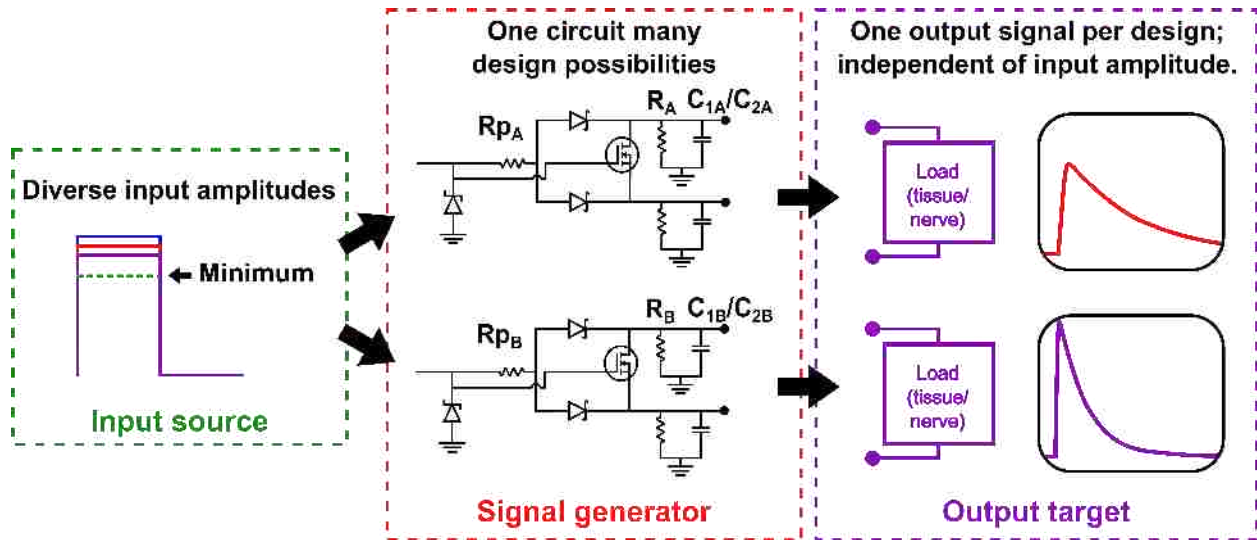 Diverse input amplitudes
Minimum
Input source
One circuit many
design possibilities
Rp_A
R_A C_1A/C_2A
Rp_B
R_B C_1B/C_2B
Signal generator
One output signal per design;
independent of input amplitude.
Load
(tissue/
nerve)
Load
(tissue/
nerve)
Output target